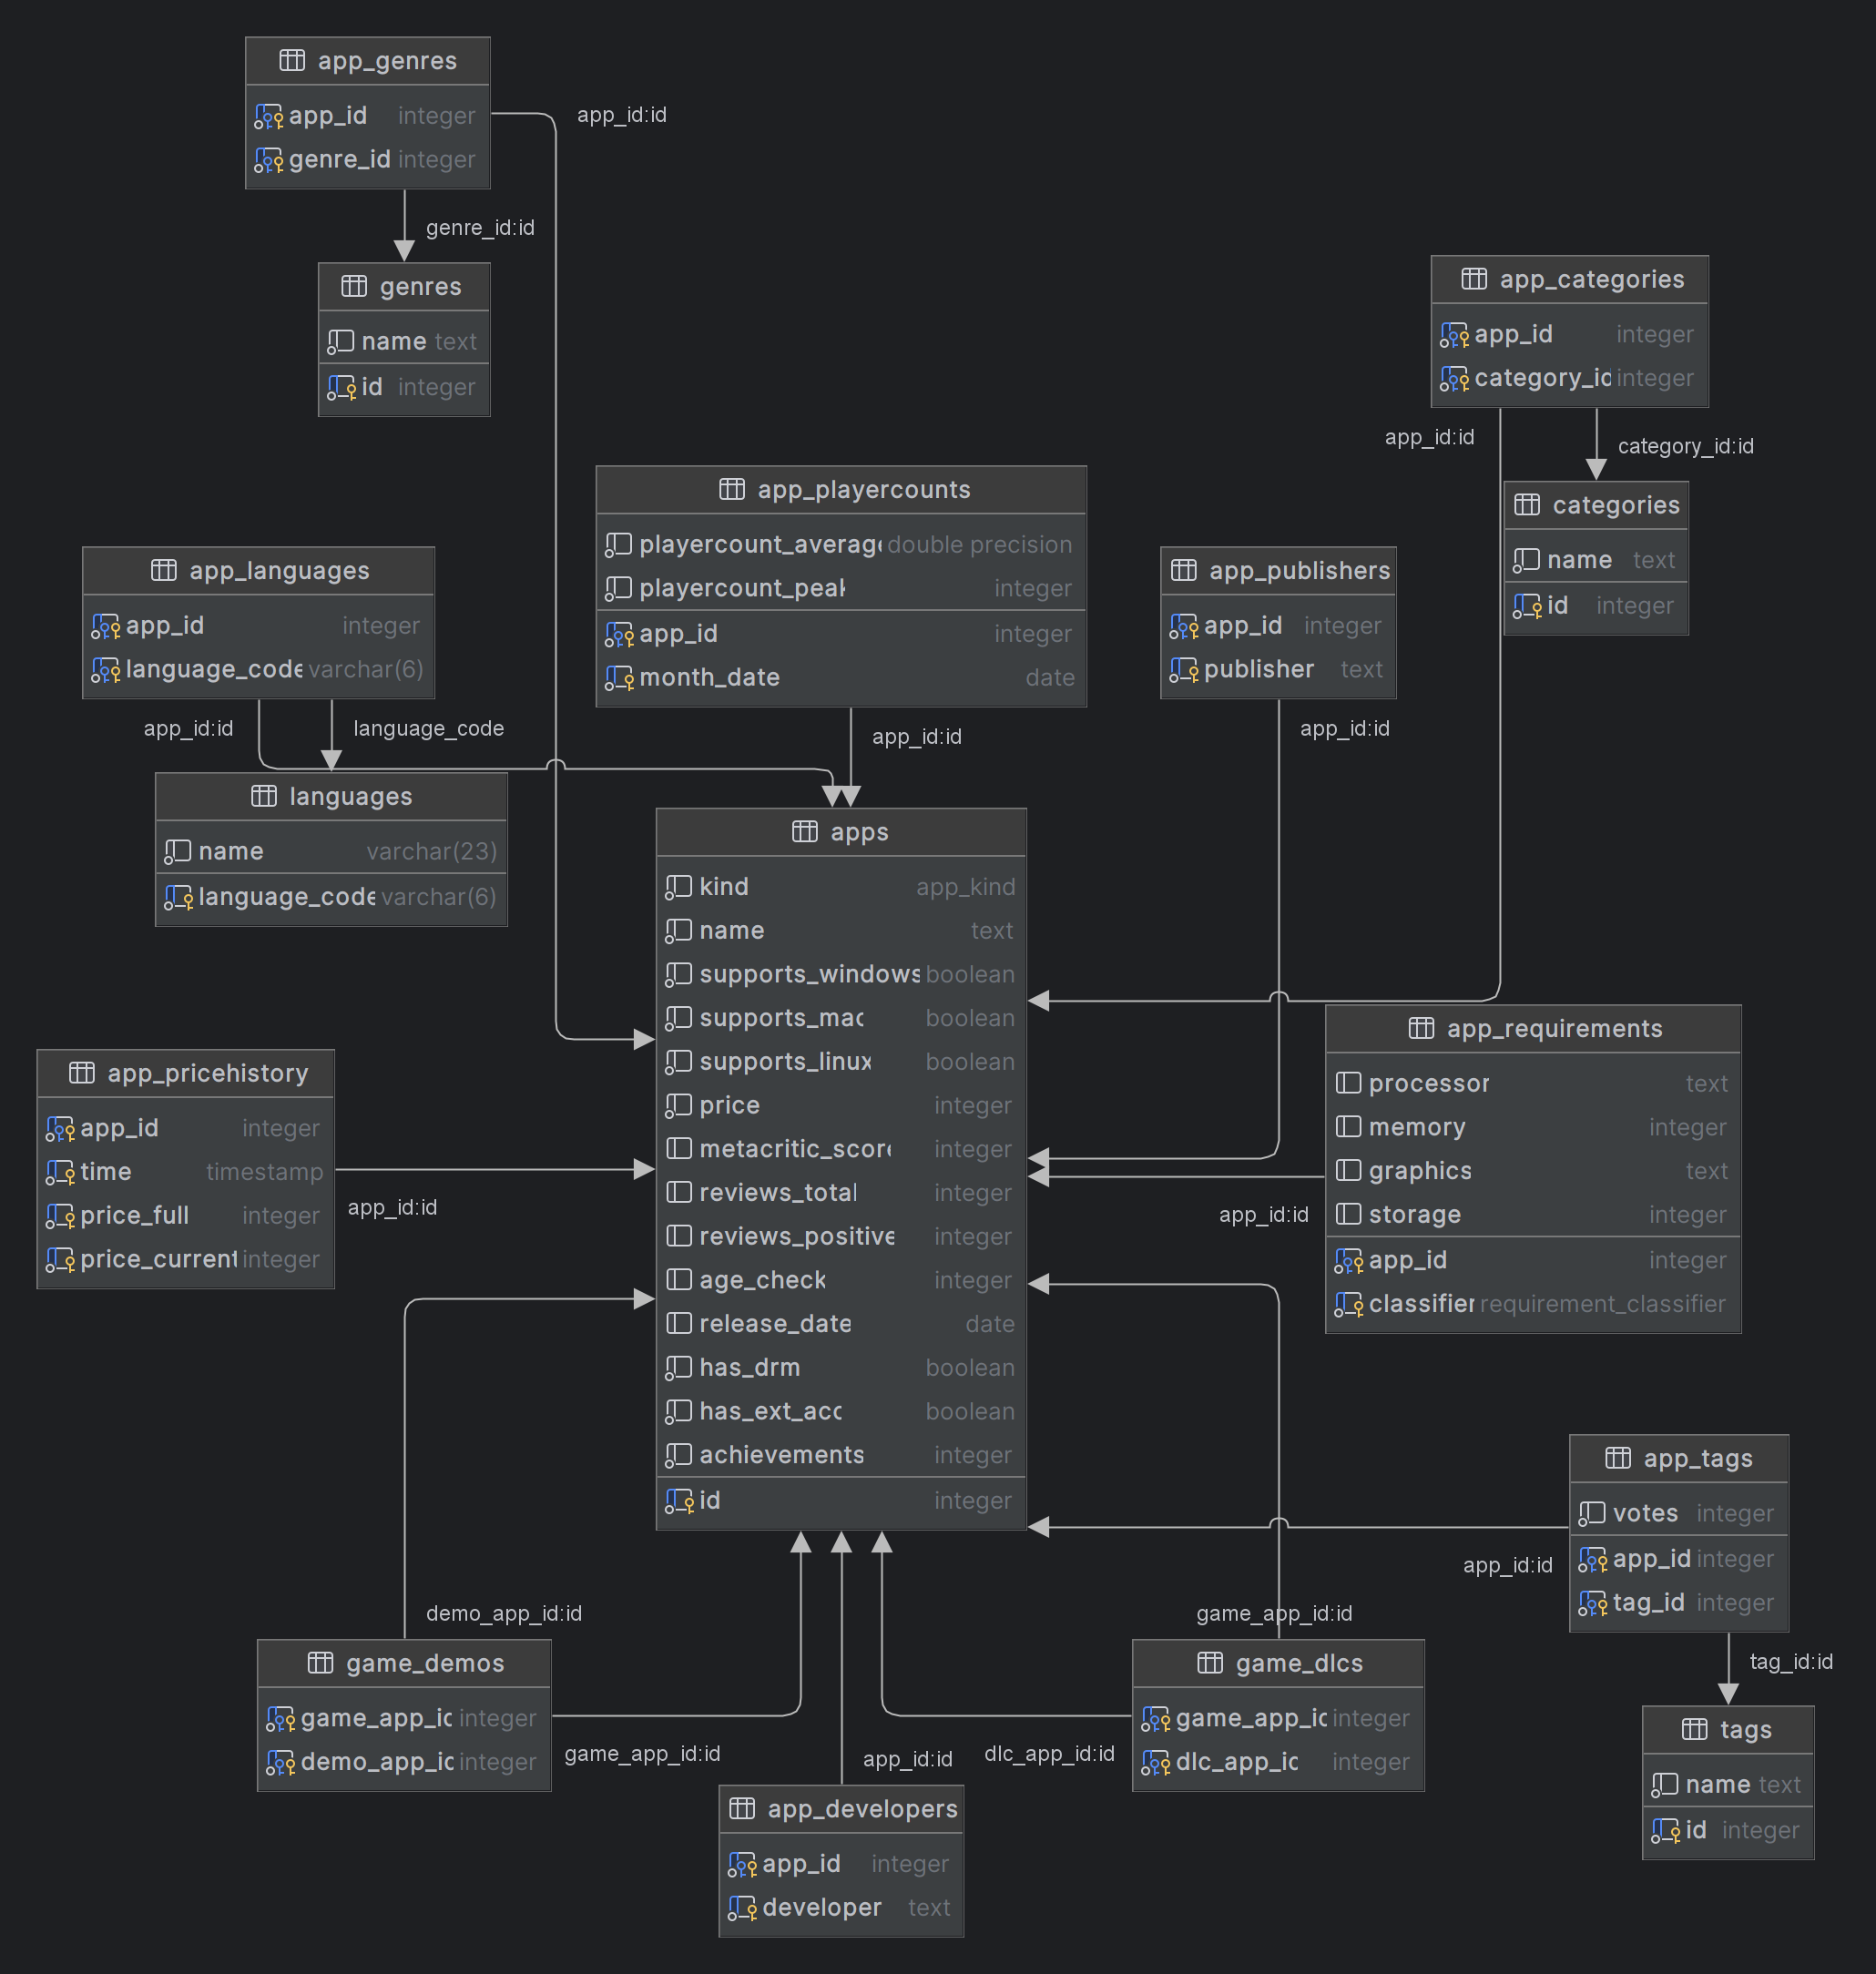 app_genres
app_id integer
genre_id integer
app_id:id
genre_id:id
genres
name text
id integer
app_categories
app_id integer
category_id integer
app_id:id
category_id:id
categories
name text
id integer
app_playercounts
playercount_average double precision
playercount_peak integer
app_id integer
month_date date
app_id:id
app_languages
app_id integer
language_code varchar(6)
app_id:id
language_code
languages
name varchar(23)
language_code varchar(6)
app_publishers
app_id integer
publisher text
app_id:id
apps
kind app_kind
name text
supports_windows boolean
supports_mac boolean
supports_linux boolean
price integer
metacritic_score integer
reviews_total integer
reviews_positive integer
age_check integer
release_date date
has_drm boolean
has_ext_acc boolean
achievements integer
id integer
app_requirements
processor text
memory integer
graphics text
storage integer
app_id integer
classifier requirement_classifier
app_id:id
app_pricehistory
app_id integer
time timestamp
price_full integer
price_current integer
app_id:id
app_tags
votes integer
app_id integer
tag_id integer
app_id:id
tag_id:id
tags
name text
id integer
demo_app_id:id
game_demos
game_app_id integer
demo_app_id integer
game_app_id:id
game_app_id:id
game_dlcs
game_app_id integer
dlc_app_id integer
dlc_app_id:id
app_id:id
app_developers
app_id integer
developer text